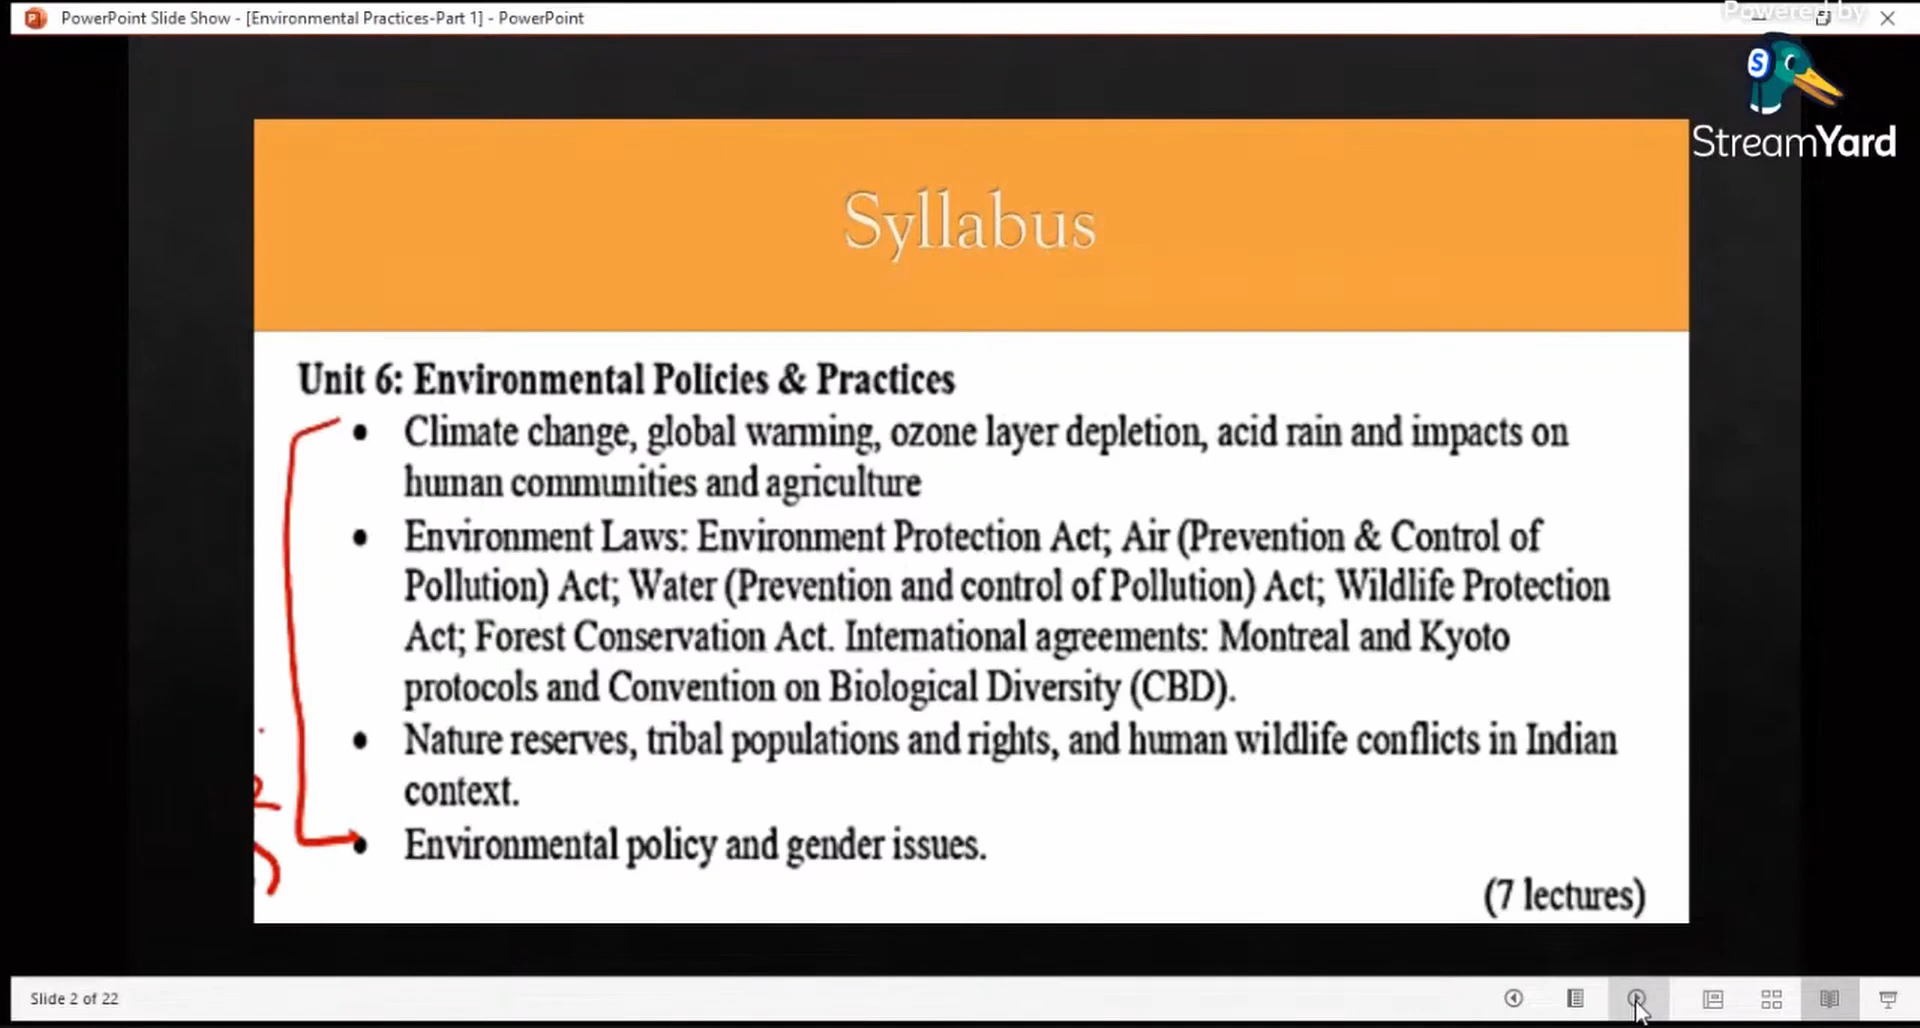 PowerPoint Slide Show - [Environmental Practices-Part 1] - PowerPoint
Powered by
StreamYard
Syllabus
Unit 6: Environmental Policies & Practices
• Climate change, global warming, ozone layer depletion, acid rain and impacts on
human communities and agriculture
• Environment Laws: Environment Protection Act; Air (Prevention & Control of
Pollution) Act; Water (Prevention and control of Pollution) Act; Wildlife Protection
Act; Forest Conservation Act. International agreements: Montreal and Kyoto
protocols and Convention on Biological Diversity (CBD).
• Nature reserves, tribal populations and rights, and human wildlife conflicts in Indian
context.
• Environmental policy and gender issues.
(7 lectures)
Slide 2 of 22